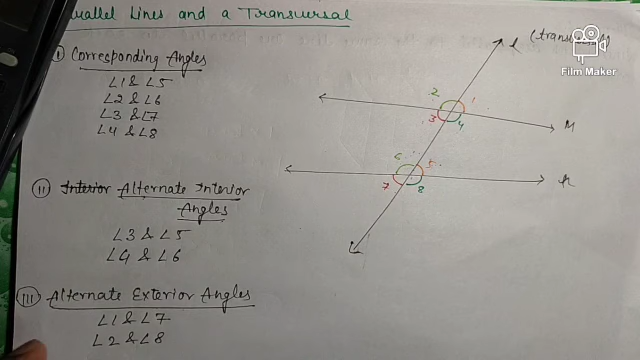 Parallel Lines and a Transversal
(I) Corresponding Angles
∠1 & ∠5
∠2 & ∠6
∠3 & ∠7
∠4 & ∠8
(II) Interior Alternate Interior
Angles
∠3 & ∠5
∠4 & ∠6
(III) Alternate Exterior Angles
∠1 & ∠7
∠2 & ∠8
l (transversal)
2 1
3 4
M
6 5
7 8
Film Maker